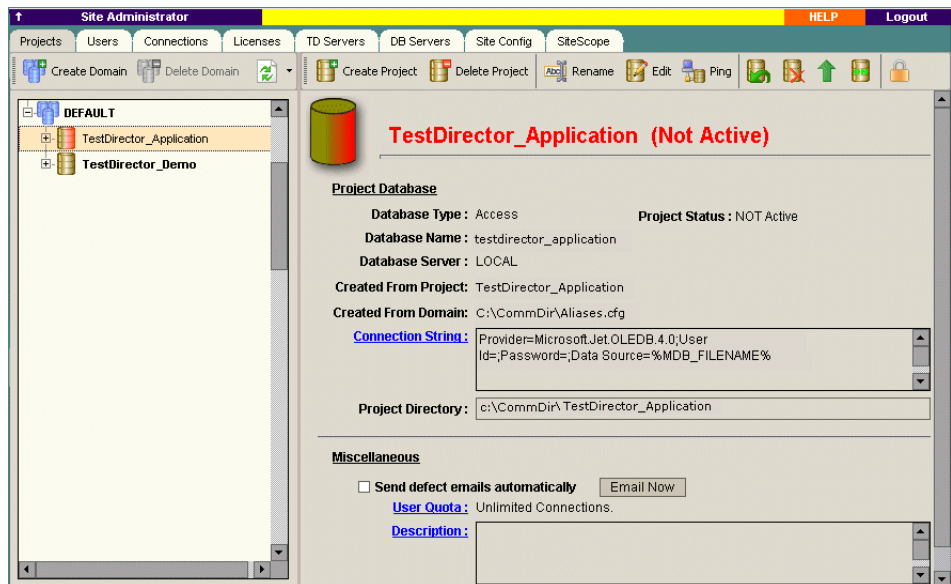 Site Administrator HELP Logout
Projects Users Connections Licenses TD Servers DB Servers Site Config SiteScope
Create Domain Delete Domain Create Project Delete Project Abc Rename Edit Ping
DEFAULT
TestDirector_Application
TestDirector_Demo
TestDirector_Application (Not Active)
Project Database
Database Type : Access Project Status : NOT Active
Database Name : testdirector_application
Database Server : LOCAL
Created From Project: TestDirector_Application
Created From Domain: C:\CommDir\Aliases.cfg
Connection String : Provider=Microsoft.Jet.OLEDB.4.0;User
Id=;Password=;Data Source=%MDB_FILENAME%
Project Directory : c:\CommDir\ TestDirector_Application
Miscellaneous
Send defect emails automatically Email Now
User Quota : Unlimited Connections.
Description :